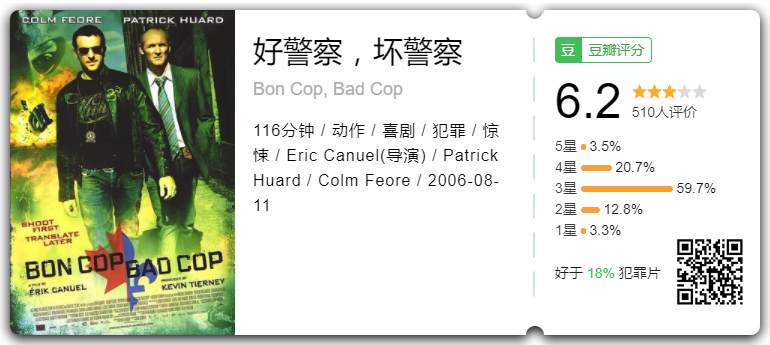 COLM FEORE PATRICK HUARD
SHOOT
FIRST
TRANSLATE
LATER
BON COP BAD COP
A FILM BY
ÉRIK CANUEL
PRODUCED BY
KEVIN TIERNEY
好警察，坏警察
Bon Cop, Bad Cop
116分钟 / 动作 / 喜剧 / 犯罪 / 惊
悚 / Eric Canuel(导演) / Patrick
Huard / Colm Feore / 2006-08-
11
豆 豆瓣评分
6.2
510人评价
5星 3.5%
4星 20.7%
3星 59.7%
2星 12.8%
1星 3.3%
好于 18% 犯罪片